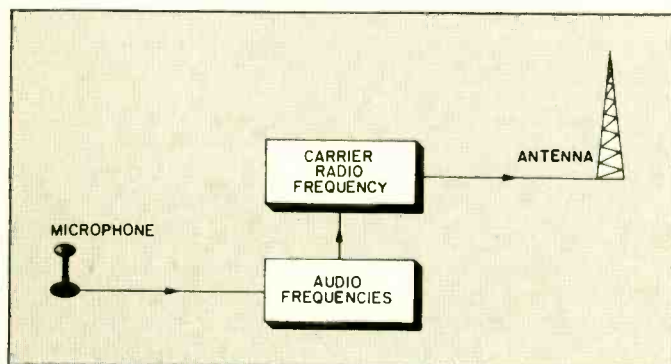 CARRIER
RADIO
FREQUENCY
ANTENNA
MICROPHONE
AUDIO
FREQUENCIES